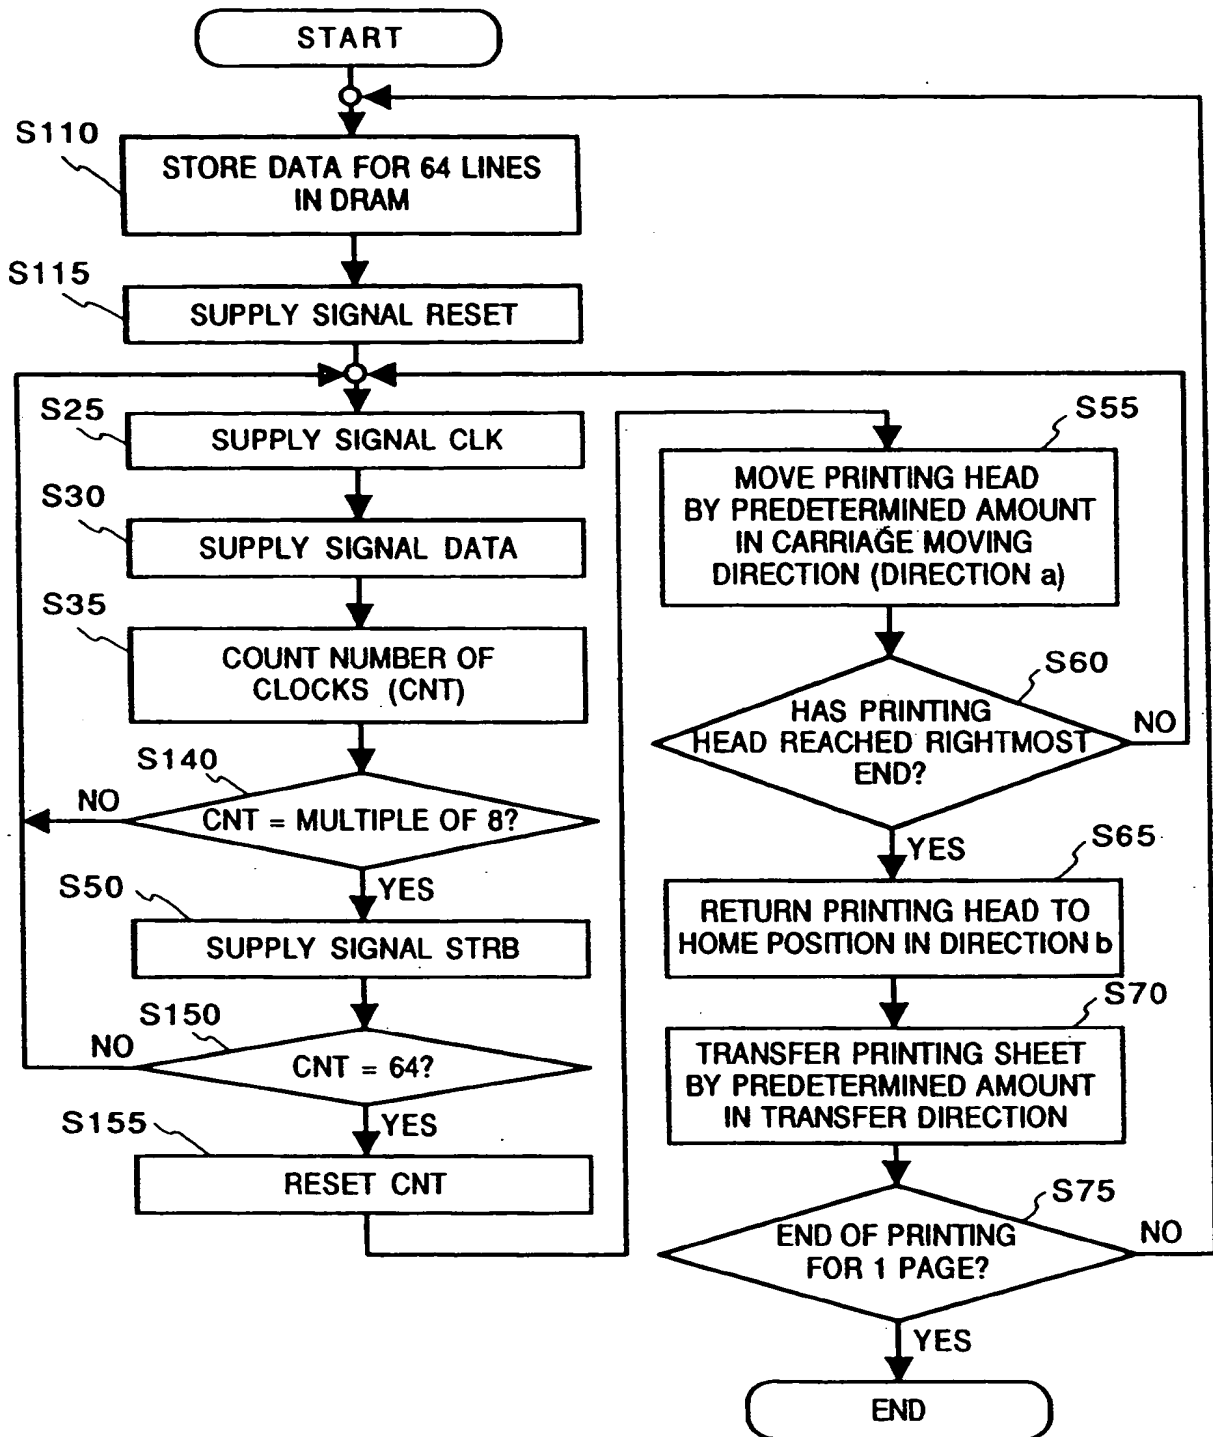 START
S110
STORE DATA FOR 64 LINES
IN DRAM
S115
SUPPLY SIGNAL RESET
S25
SUPPLY SIGNAL CLK
S30
SUPPLY SIGNAL DATA
S35
COUNT NUMBER OF
CLOCKS (CNT)
S140
NO
CNT = MULTIPLE OF 8?
YES
S50
SUPPLY SIGNAL STRB
S150
NO
CNT = 64?
YES
S155
RESET CNT
S55
MOVE PRINTING HEAD
BY PREDETERMINED AMOUNT
IN CARRIAGE MOVING
DIRECTION (DIRECTION a)
S60
HAS PRINTING
HEAD REACHED RIGHTMOST
END?
NO
YES
S65
RETURN PRINTING HEAD TO
HOME POSITION IN DIRECTION b
S70
TRANSFER PRINTING SHEET
BY PREDETERMINED AMOUNT
IN TRANSFER DIRECTION
S75
END OF PRINTING
FOR 1 PAGE?
NO
YES
END